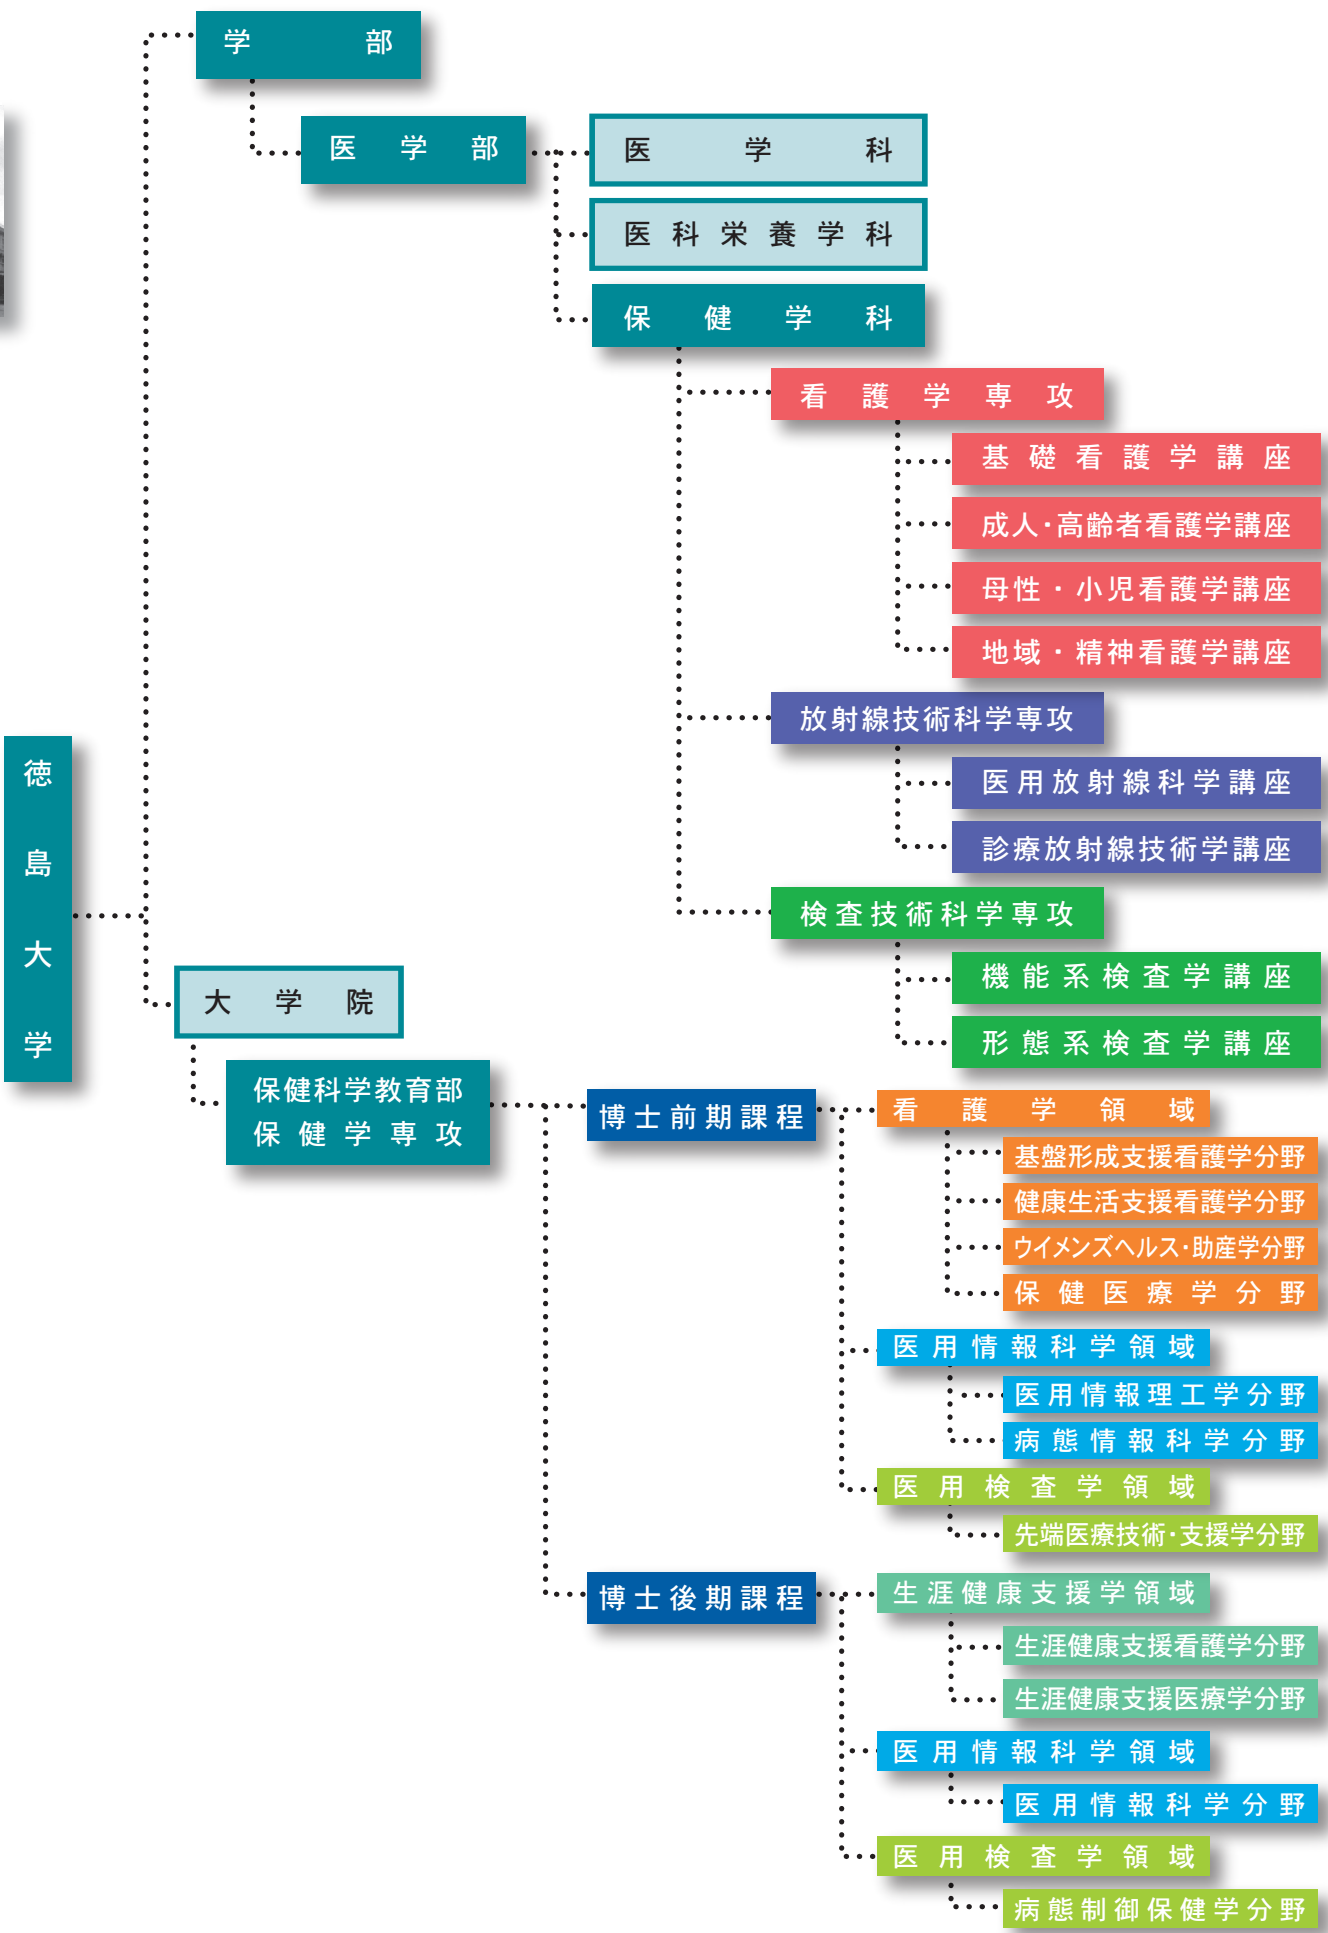 徳島大学
学部
医学部
医学科
医科栄養学科
保健学科
看護学専攻
基礎看護学講座
成人・高齢者看護学講座
母性・小児看護学講座
地域・精神看護学講座
放射線技術科学専攻
医用放射線科学講座
診療放射線技術学講座
検査技術科学専攻
機能系検査学講座
形態系検査学講座
大学院
保健科学教育部
保健学専攻
博士前期課程
看護学領域
基盤形成支援看護学分野
健康生活支援看護学分野
ウイメンズヘルス・助産学分野
保健医療学分野
医用情報科学領域
医用情報理工学分野
病態情報科学分野
医用検査学領域
先端医療技術・支援学分野
博士後期課程
生涯健康支援学領域
生涯健康支援看護学分野
生涯健康支援医療学分野
医用情報科学領域
医用情報科学分野
医用検査学領域
病態制御保健学分野